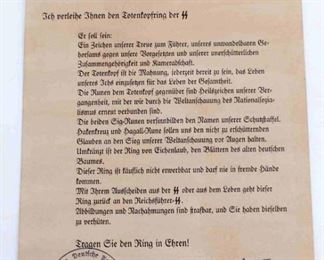 Ich verleihe Ihnen den Totenkopfring der ᛋᛋ
Er soll sein:
Ein Zeichen unserer Treue zum Führer, unseres unwandelbaren Ge-
horsams gegen unsere Vorgesetzten und unserer unerschütterlichen
Zusammengehörigkeit und Kameradschaft.
Der Totenkopf ist die Mahnung, jederzeit bereit zu sein, das Leben
unseres Ichs einzusetzen für das Leben der Gesamtheit.
Die Runen dem Totenkopf gegenüber sind Heilszeichen unserer Ver-
gangenheit, mit der wir durch die Weltanschauung des Nationalsozia-
lismus erneut verbunden sind.
Die beiden Sig-Runen versinnbilden den Namen unserer Schutzstaffel.
Hakenkreuz und Hagall-Rune sollen uns den nicht zu erschütternden
Glauben an den Sieg unserer Weltanschauung vor Augen halten.
Umkränzt ist der Ring von Eichenlaub, den Blättern des alten deutschen
Baumes.
Dieser Ring ist käuflich nicht erwerbbar und darf nie in fremde Hände
kommen.
Mit Ihrem Ausscheiden aus der ᛋᛋ oder aus dem Leben geht dieser
Ring zurück an den Reichsführer-ᛋᛋ.
Abbildungen und Nachahmungen sind strafbar, und Sie haben dieselben
zu verhüten.
Tragen Sie den Ring in Ehren!
Deutsche